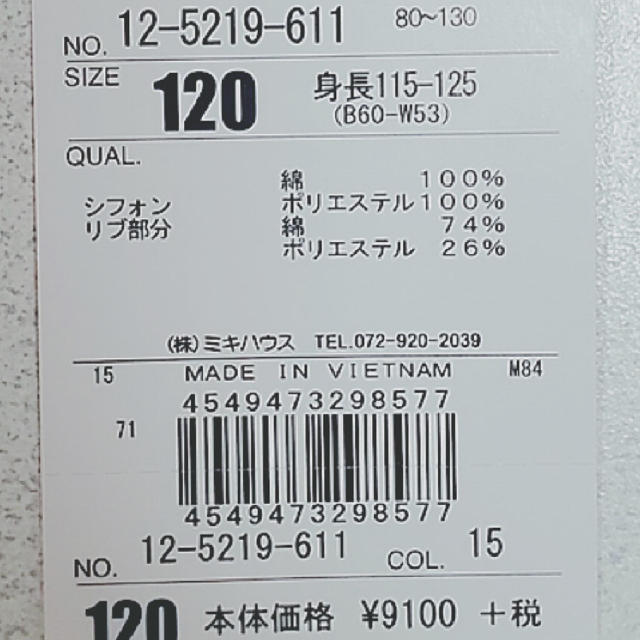 NO. 12-5219-611 80~130
SIZE 120 身長115-125
(B60-W53)
QUAL.
綿 100%
シフォン ポリエステル 100%
リブ部分 綿 74%
ポリエステル 26%
(株)ミキハウス TEL.072-920-2039
15 MADE IN VIETNAM M84
4549473298577
71
4549473298577
NO. 12-5219-611 COL. 15
120 本体価格 ¥9100 +税